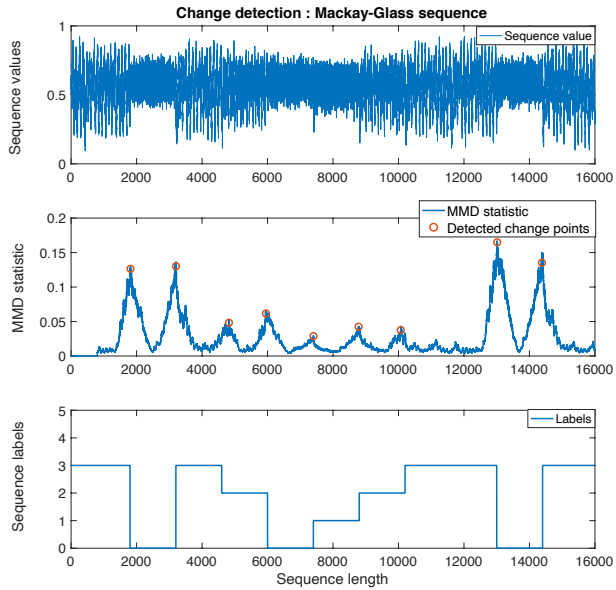 Change detection : Mackay-Glass sequence
Sequence values
1
0.5
0
Sequence value
0 2000 4000 6000 8000 10000 12000 14000 16000
MMD statistic
0.2
0.15
0.1
0.05
0
MMD statistic
Detected change points
0 2000 4000 6000 8000 10000 12000 14000 16000
Sequence labels
5
4
3
2
1
0
Labels
0 2000 4000 6000 8000 10000 12000 14000 16000
Sequence length